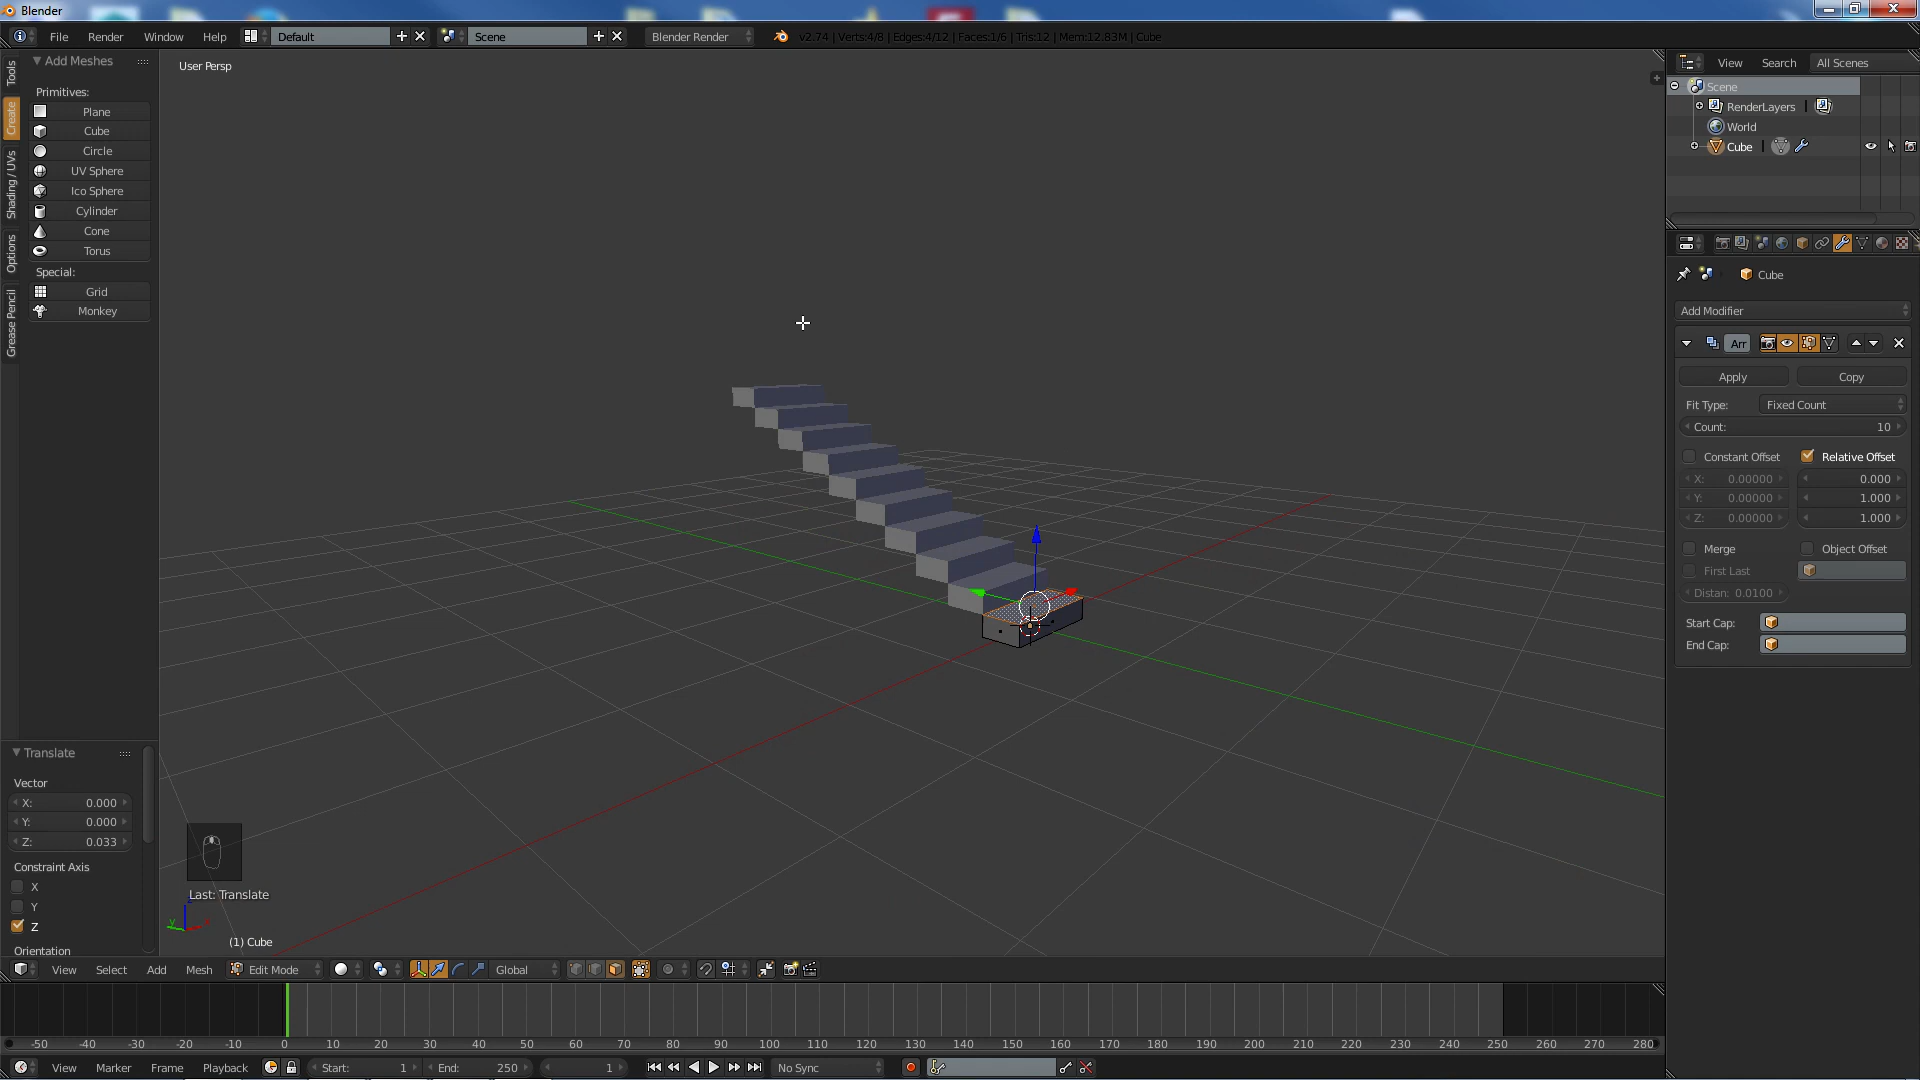 Blender
File Render Window Help Default Scene Blender Render v2.74 | Verts:4/8 | Edges:4/12 | Faces:1/6 | Tris:12 | Mem:12.83M | Cube
Tools
Create
Shading / UVs
Options
Grease Pencil
Add Meshes
Primitives:
Plane
Cube
Circle
UV Sphere
Ico Sphere
Cylinder
Cone
Torus
Special:
Grid
Monkey
Translate
Vector
X: 0.000
Y: 0.000
Z: 0.033
Constraint Axis
X
Y
Z
Orientation
User Persp
Last: Translate
(1) Cube
View Select Add Mesh Edit Mode Global
View Search All Scenes
Scene
RenderLayers |
World
Cube |
Cube
Add Modifier
Arr
Apply Copy
Fit Type: Fixed Count
Count: 10
Constant Offset Relative Offset
X: 0.00000 0.000
Y: 0.00000 1.000
Z: 0.00000 1.000
Merge Object Offset
First Last
Distan: 0.0100
Start Cap:
End Cap:
-50 -40 -30 -20 -10 0 10 20 30 40 50 60 70 80 90 100 110 120 130 140 150 160 170 180 190 200 210 220 230 240 250 260 270 280
View Marker Frame Playback Start: 1 End: 250 1 No Sync